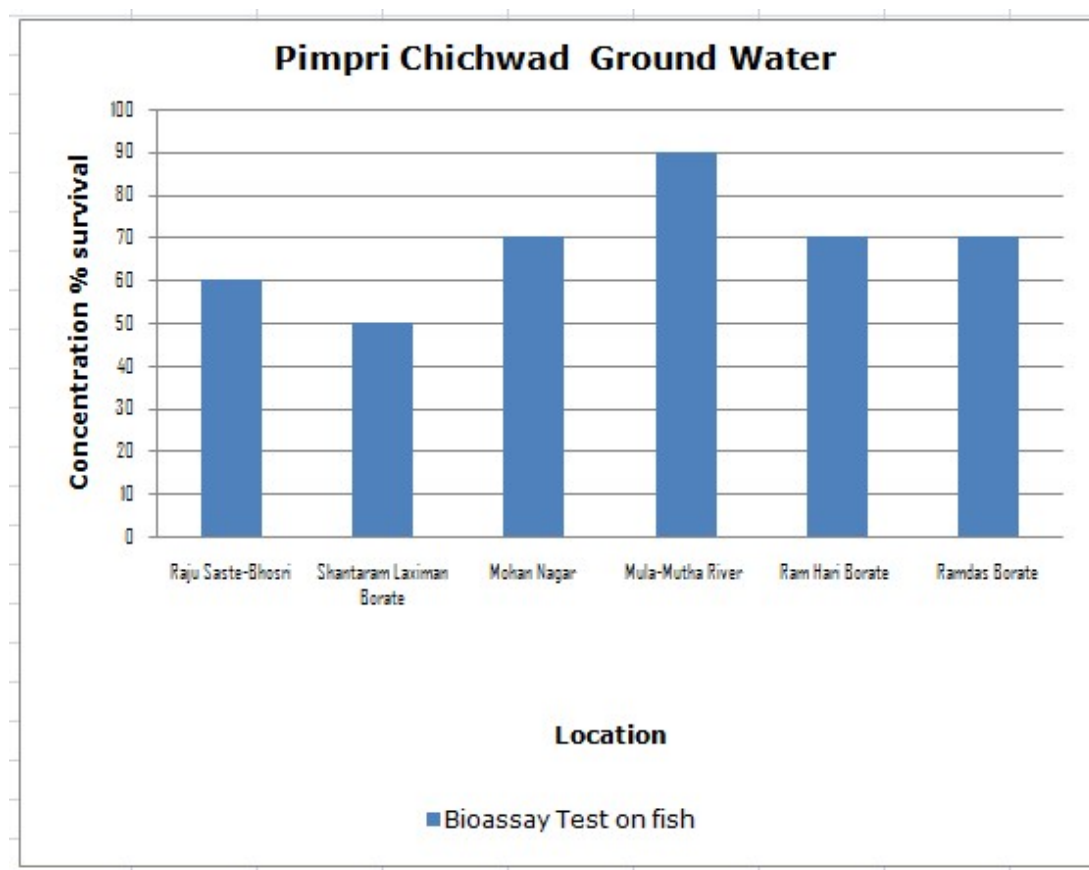 Pimpri Chichwad  Ground Water
Concentration % survival
100
90
80
70
60
50
40
30
20
10
0
Raju Saste-Bhosri
Shantaram Laximan
Borate
Mohan Nagar
Mula-Mutha River
Ram Hari Borate
Ramdas Borate
Location
Bioassay Test on fish